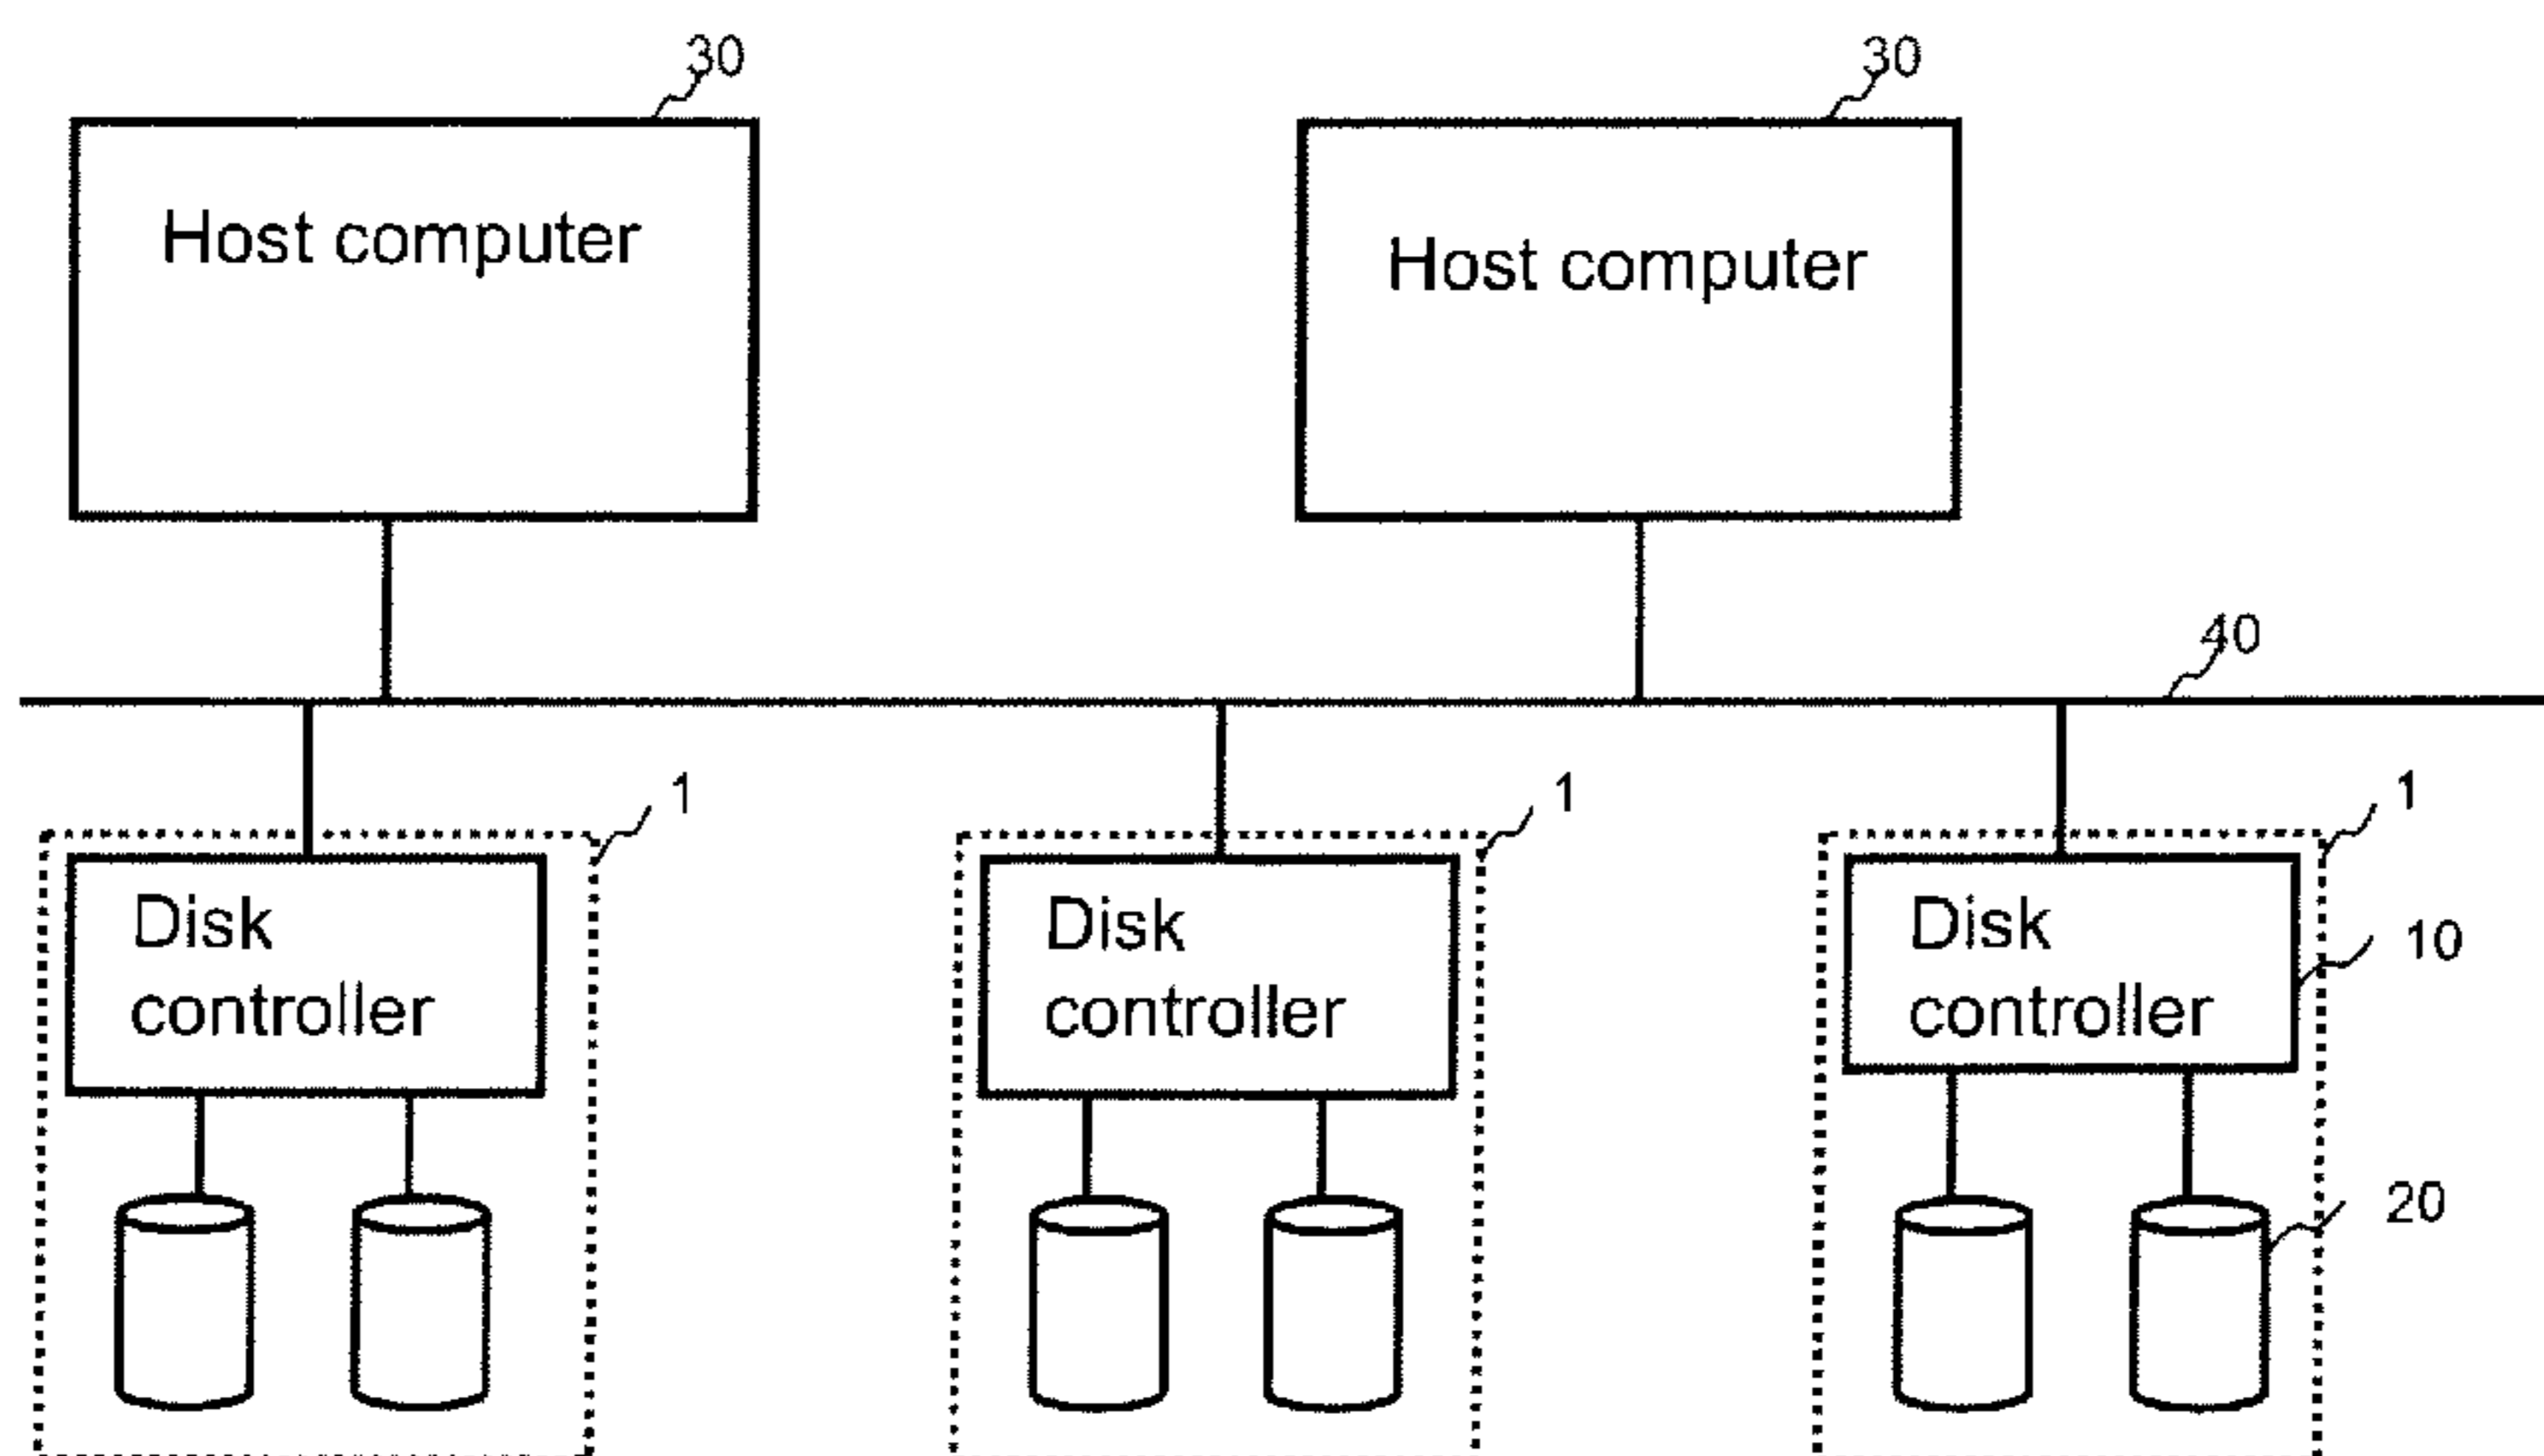 30
30
Host computer
Host computer
40
1
1
1
Disk
controller
Disk
controller
Disk
controller
10
20